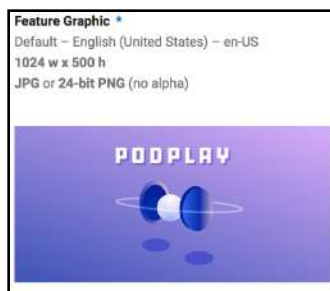 Feature Graphic *
Default – English (United States) – en-US
1024 w x 500 h
JPG or 24-bit PNG (no alpha)
PODPLAY